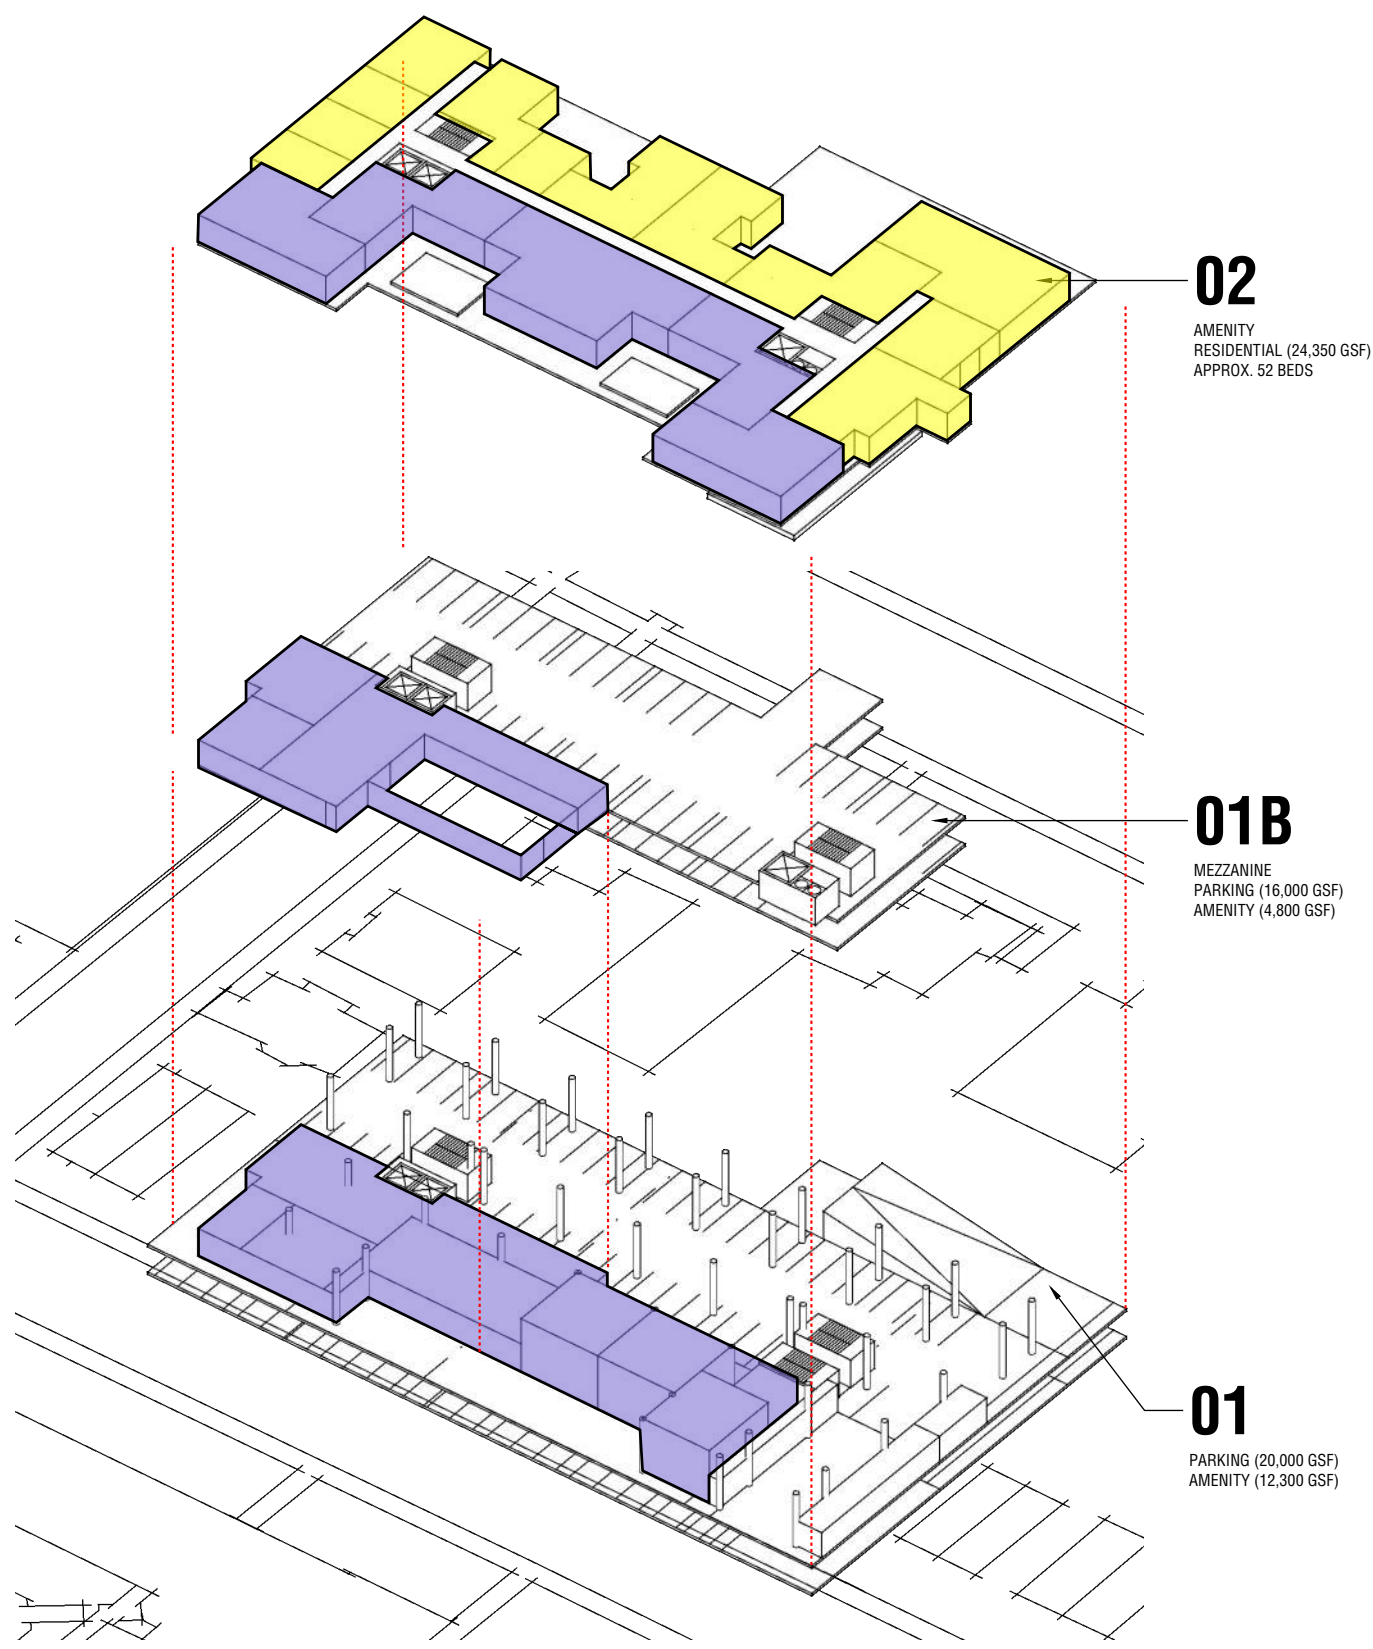 02
AMENITY
RESIDENTIAL (24,350 GSF)
APPROX. 52 BEDS
01B
MEZZANINE
PARKING (16,000 GSF)
AMENITY (4,800 GSF)
01
PARKING (20,000 GSF)
AMENITY (12,300 GSF)